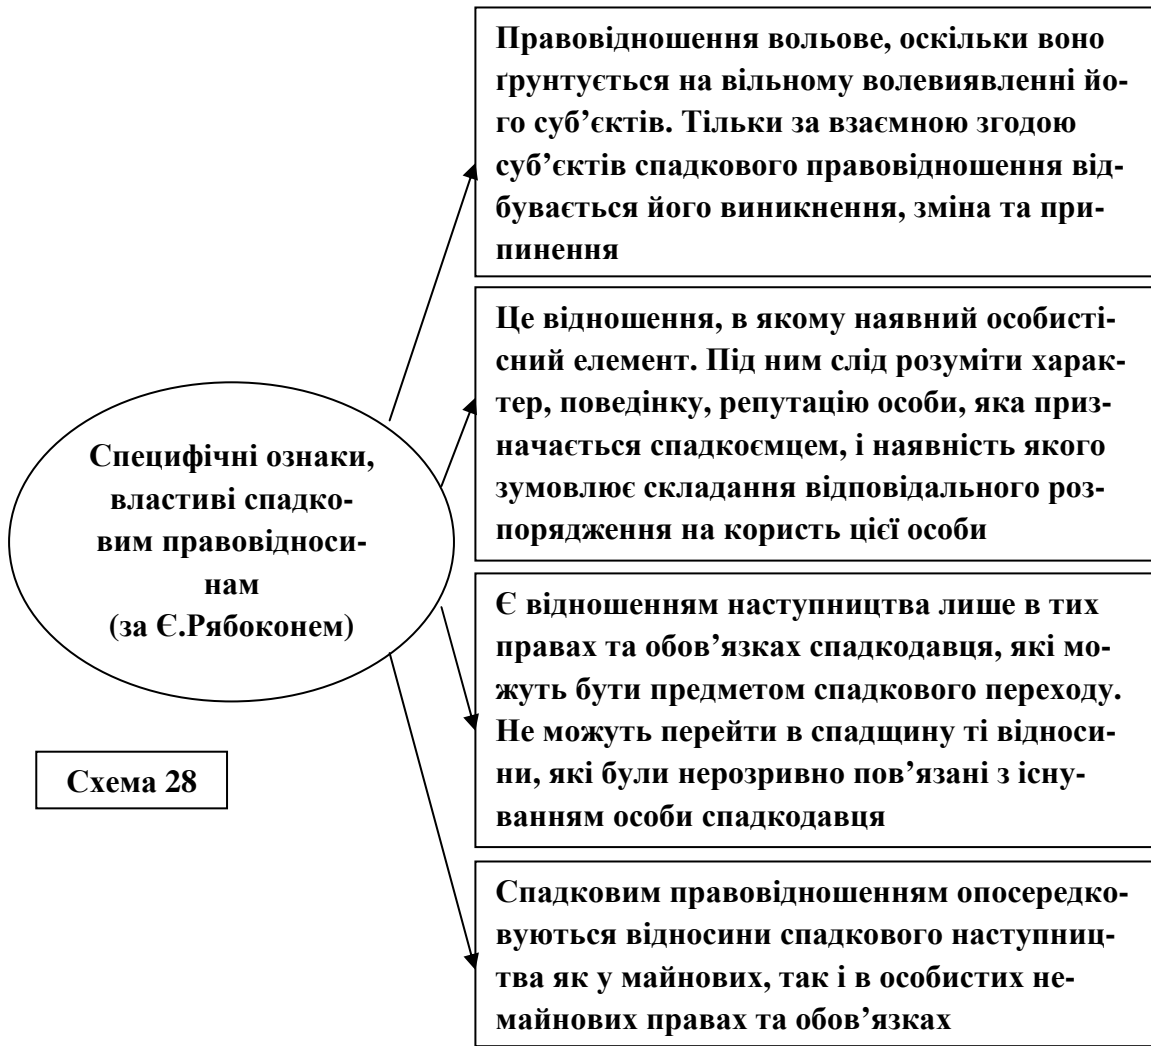 Правовідношення вольове, оскільки воно
ґрунтується на вільному волевиявленні йо-
го суб’єктів. Тільки за взаємною згодою
суб’єктів спадкового правовідношення від-
бувається його виникнення, зміна та при-
пинення
Це відношення, в якому наявний особисті-
сний елемент. Під ним слід розуміти харак-
тер, поведінку, репутацію особи, яка приз-
начається спадкоємцем, і наявність якого
зумовлює складання відповідального роз-
порядження на користь цієї особи
Специфічні ознаки,
властиві спадко-
вим правовідноси-
нам
(за Є.Рябоконем)
Є відношенням наступництва лише в тих
правах та обов’язках спадкодавця, які мо-
жуть бути предметом спадкового переходу.
Не можуть перейти в спадщину ті відноси-
ни, які були нерозривно пов’язані з існу-
ванням особи спадкодавця
Схема 28
Спадковим правовідношенням опосередко-
вуються відносини спадкового наступниц-
тва як у майнових, так і в особистих не-
майнових правах та обов’язках